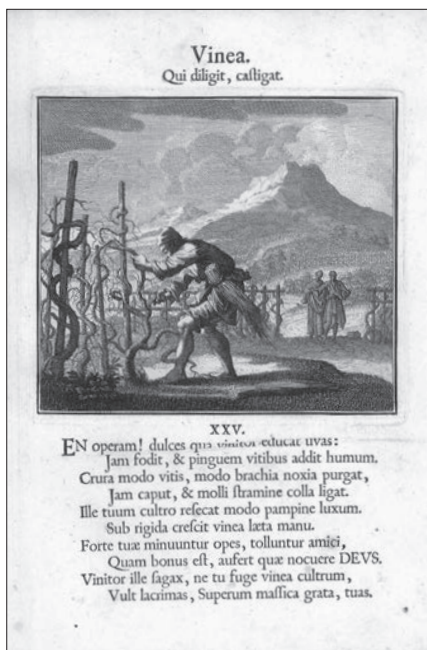 Vinea.
Qui diligit, castigat.
XXV.
EN operam! dulces qua vinitor educat uvas:
Jam fodit, & pinguem vitibus addit humum.
Crura modo vitis, modo brachia noxia purgat,
Jam caput, & molli stramine colla ligat.
Ille tuum cultro resecat modo pampine luxum.
Sub rigida crescit vinea læta manu.
Forte tuæ minuuntur opes, tolluntur amici,
Quam bonus est, aufert quæ nocuere DEVS.
Vinitor ille sagax, ne tu fuge vinea cultrum,
Vult lacrimas, Superum massica grata, tuas.